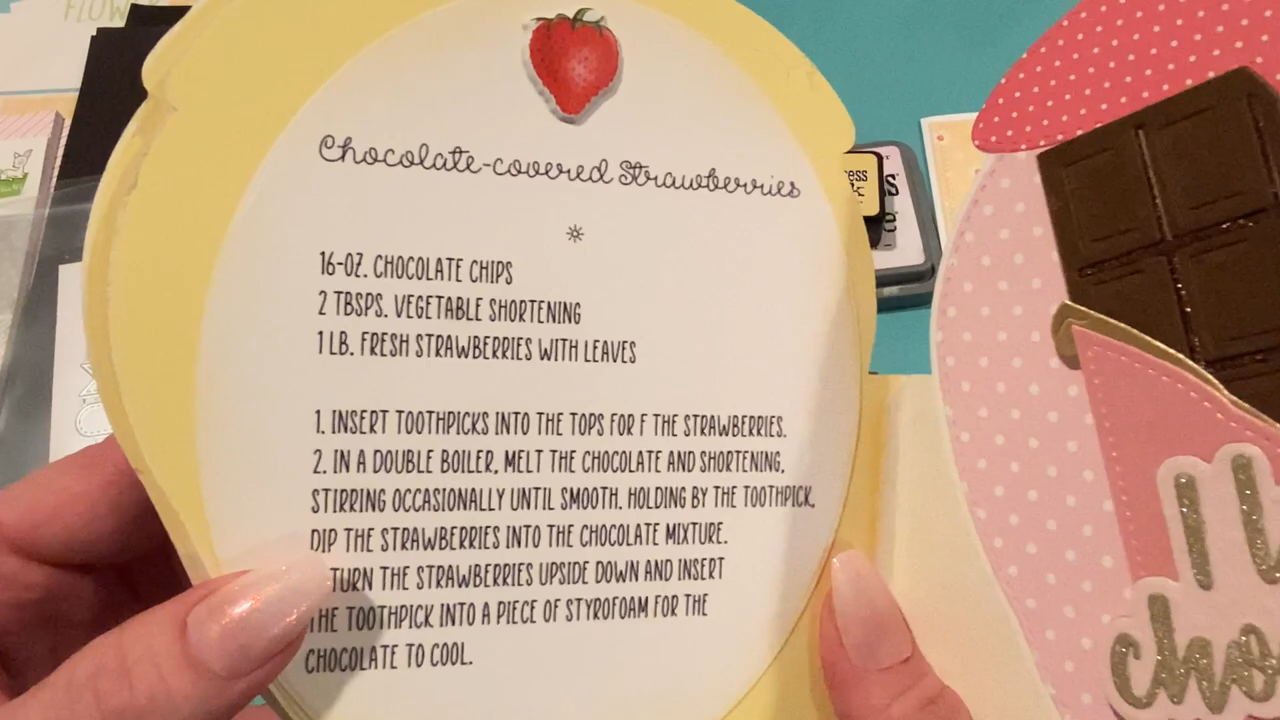 FLOWER
Chocolate-covered Strawberries
16-OZ. CHOCOLATE CHIPS
2 TBSPS. VEGETABLE SHORTENING
1 LB. FRESH STRAWBERRIES WITH LEAVES
1. INSERT TOOTHPICKS INTO THE TOPS FOR F THE STRAWBERRIES.
2. IN A DOUBLE BOILER, MELT THE CHOCOLATE AND SHORTENING,
STIRRING OCCASIONALLY UNTIL SMOOTH. HOLDING BY THE TOOTHPICK,
DIP THE STRAWBERRIES INTO THE CHOCOLATE MIXTURE.
TURN THE STRAWBERRIES UPSIDE DOWN AND INSERT
THE TOOTHPICK INTO A PIECE OF STYROFOAM FOR THE
CHOCOLATE TO COOL.